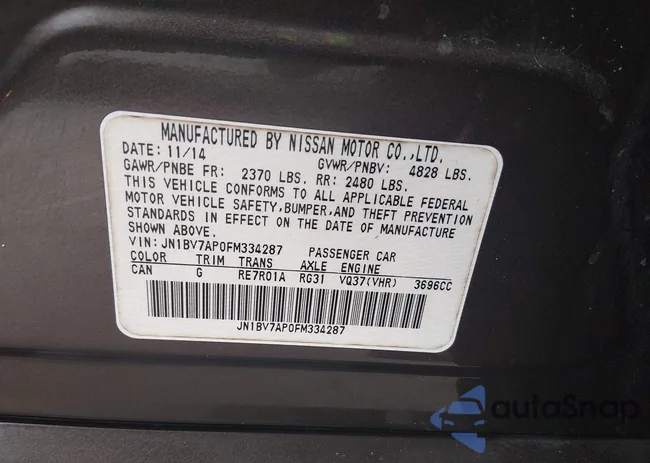 MANUFACTURED BY NISSAN MOTOR CO.,LTD.
DATE: 11/14 GVWR/PNBV: 4828 LBS.
GAWR/PNBE FR: 2370 LBS. RR: 2480 LBS.
THIS VEHICLE CONFORMS TO ALL APPLICABLE FEDERAL
MOTOR VEHICLE SAFETY,BUMPER,AND THEFT PREVENTION
STANDARDS IN EFFECT ON THE DATE OF MANUFACTURE
SHOWN ABOVE.
VIN: JN1BV7AP0FM334287 PASSENGER CAR
COLOR TRIM TRANS AXLE ENGINE
CAN G RE7R01A RG31 VQ37(VHR) 3696CC
JN1BV7AP0FM334287
autoSnap